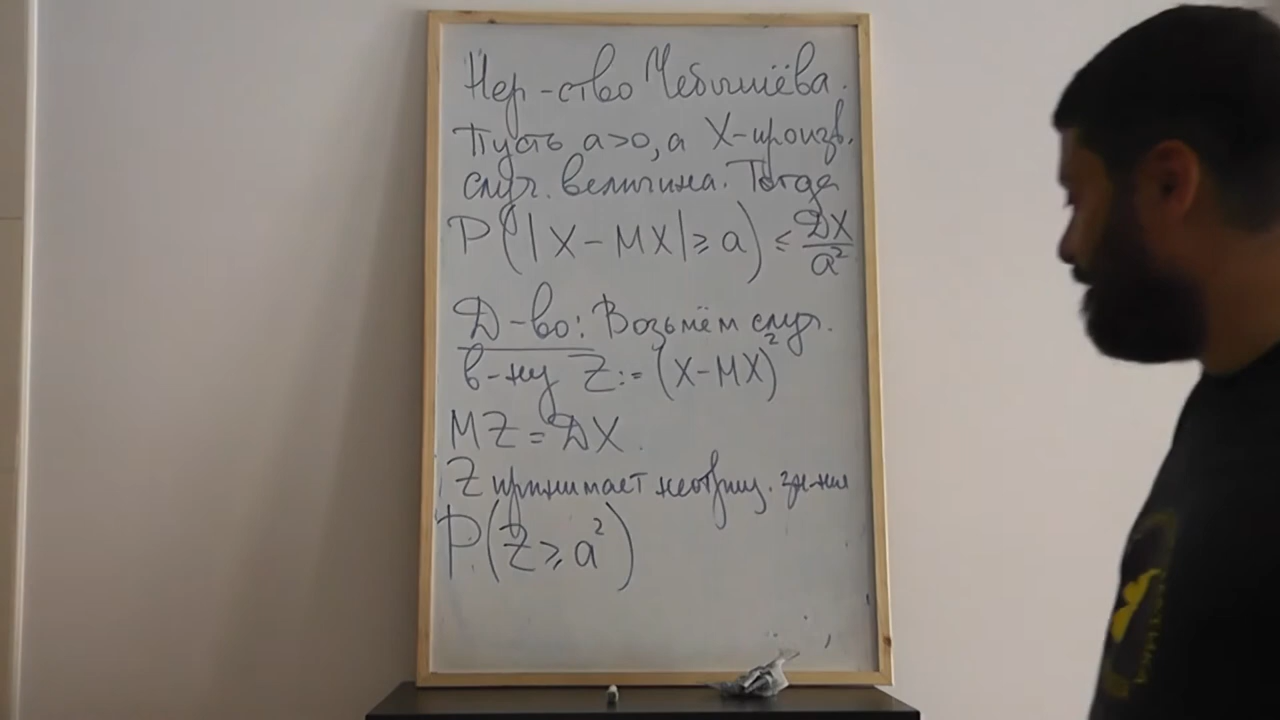 Нер-ство Чебышёва.
Пусть a>0, а X-произв.
случ. величина. Тогда
P(|X-MX|≥a) ≤ DX/a²
Д-во: Возьмём случ.
в-ну Z:=(X-MX)²
MZ=DX.
Z принимает неотриц. зн-ния
P(Z≥a²)